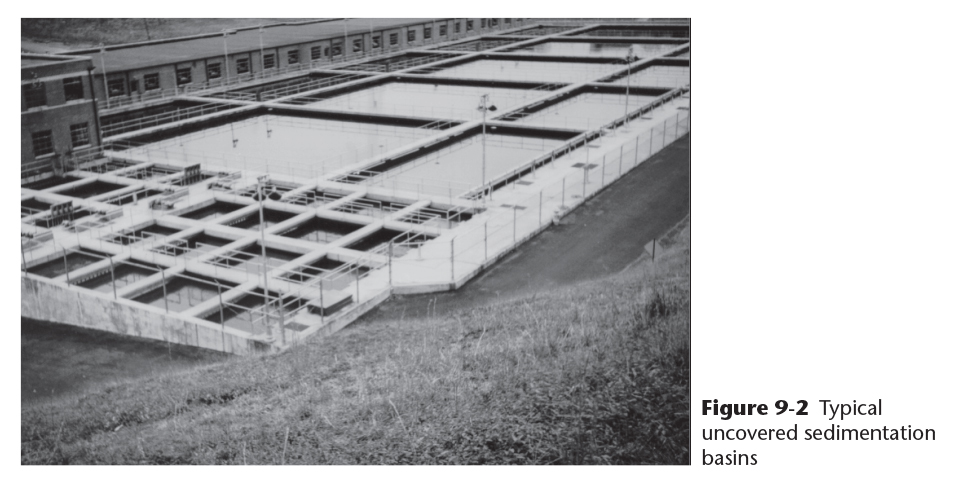 Figure 9-2 Typical
uncovered sedimentation
basins